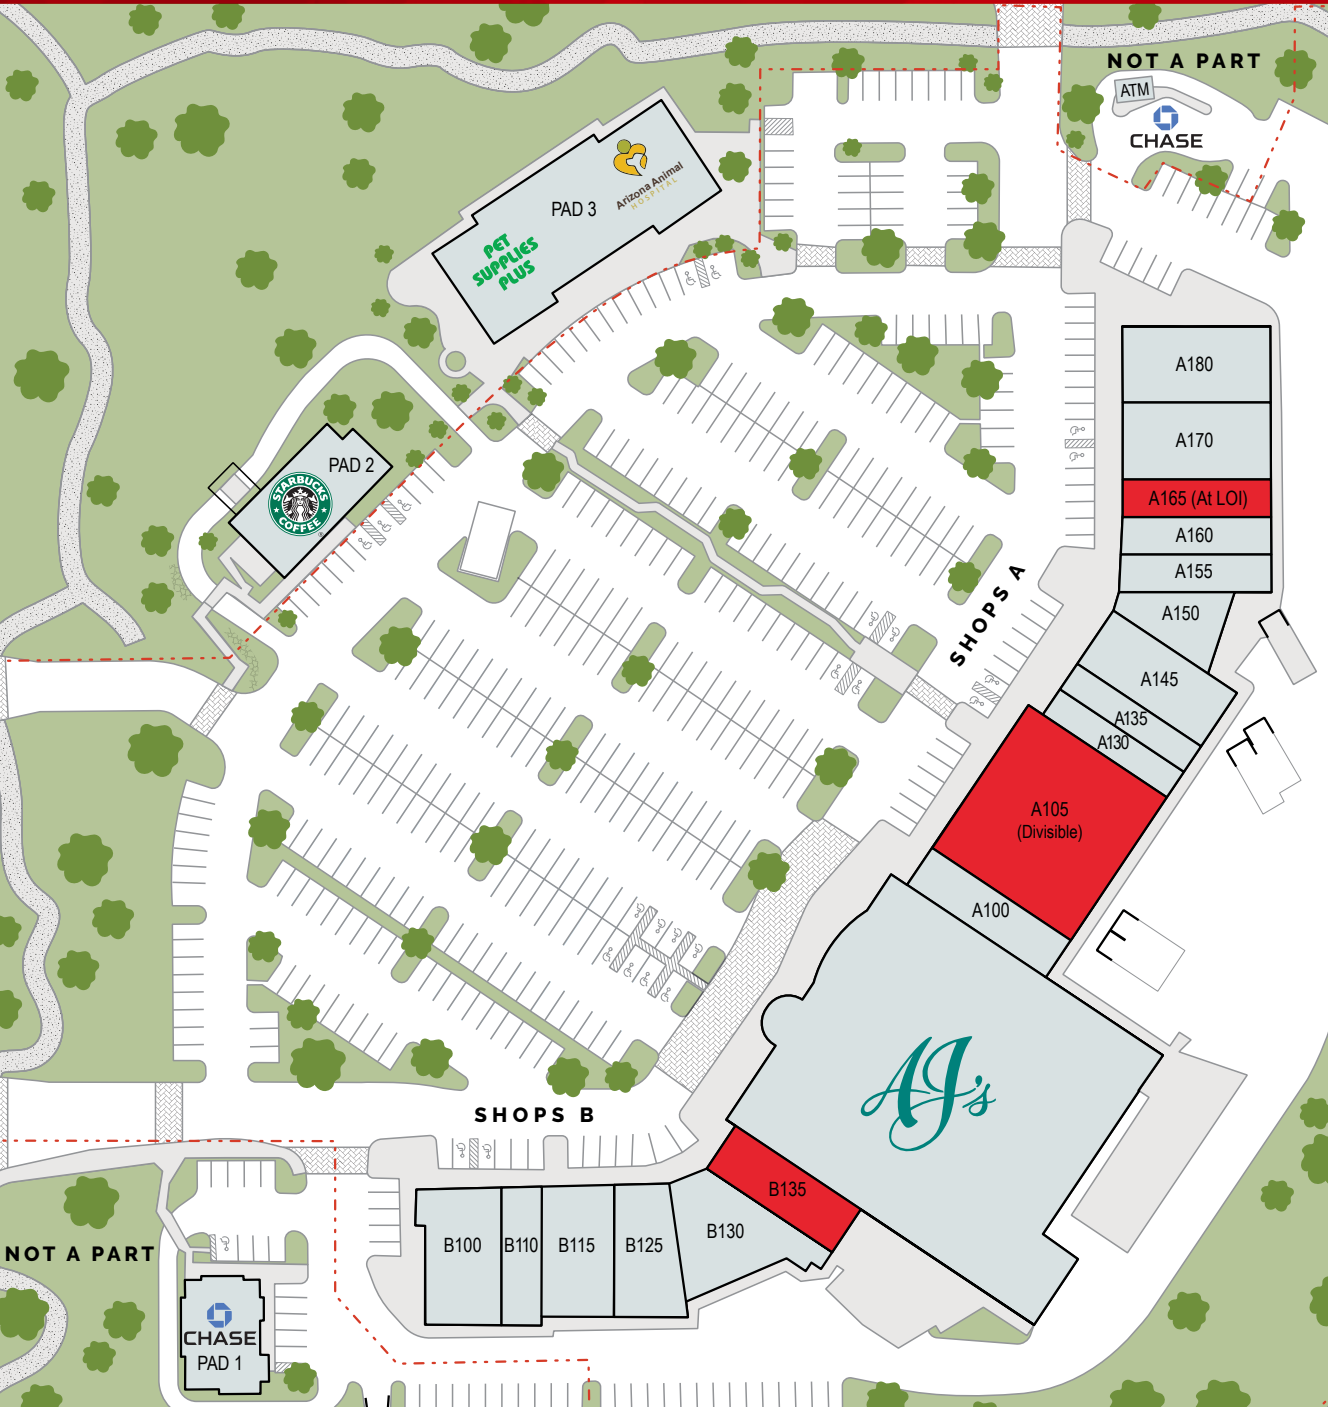 NOT A PART
ATM
CHASE
PAD 3
Arizona Animal
HOSPITAL
PET
SUPPLIES
PLUS
A180
A170
PAD 2
STARBUCKS
COFFEE
A165 (At LOI)
A160
A155
SHOPS A
A150
A145
A135
A130
A105
(Divisible)
A100
AJ's
SHOPS B
B135
B130
B100
B110
B115
B125
NOT A PART
CHASE
PAD 1